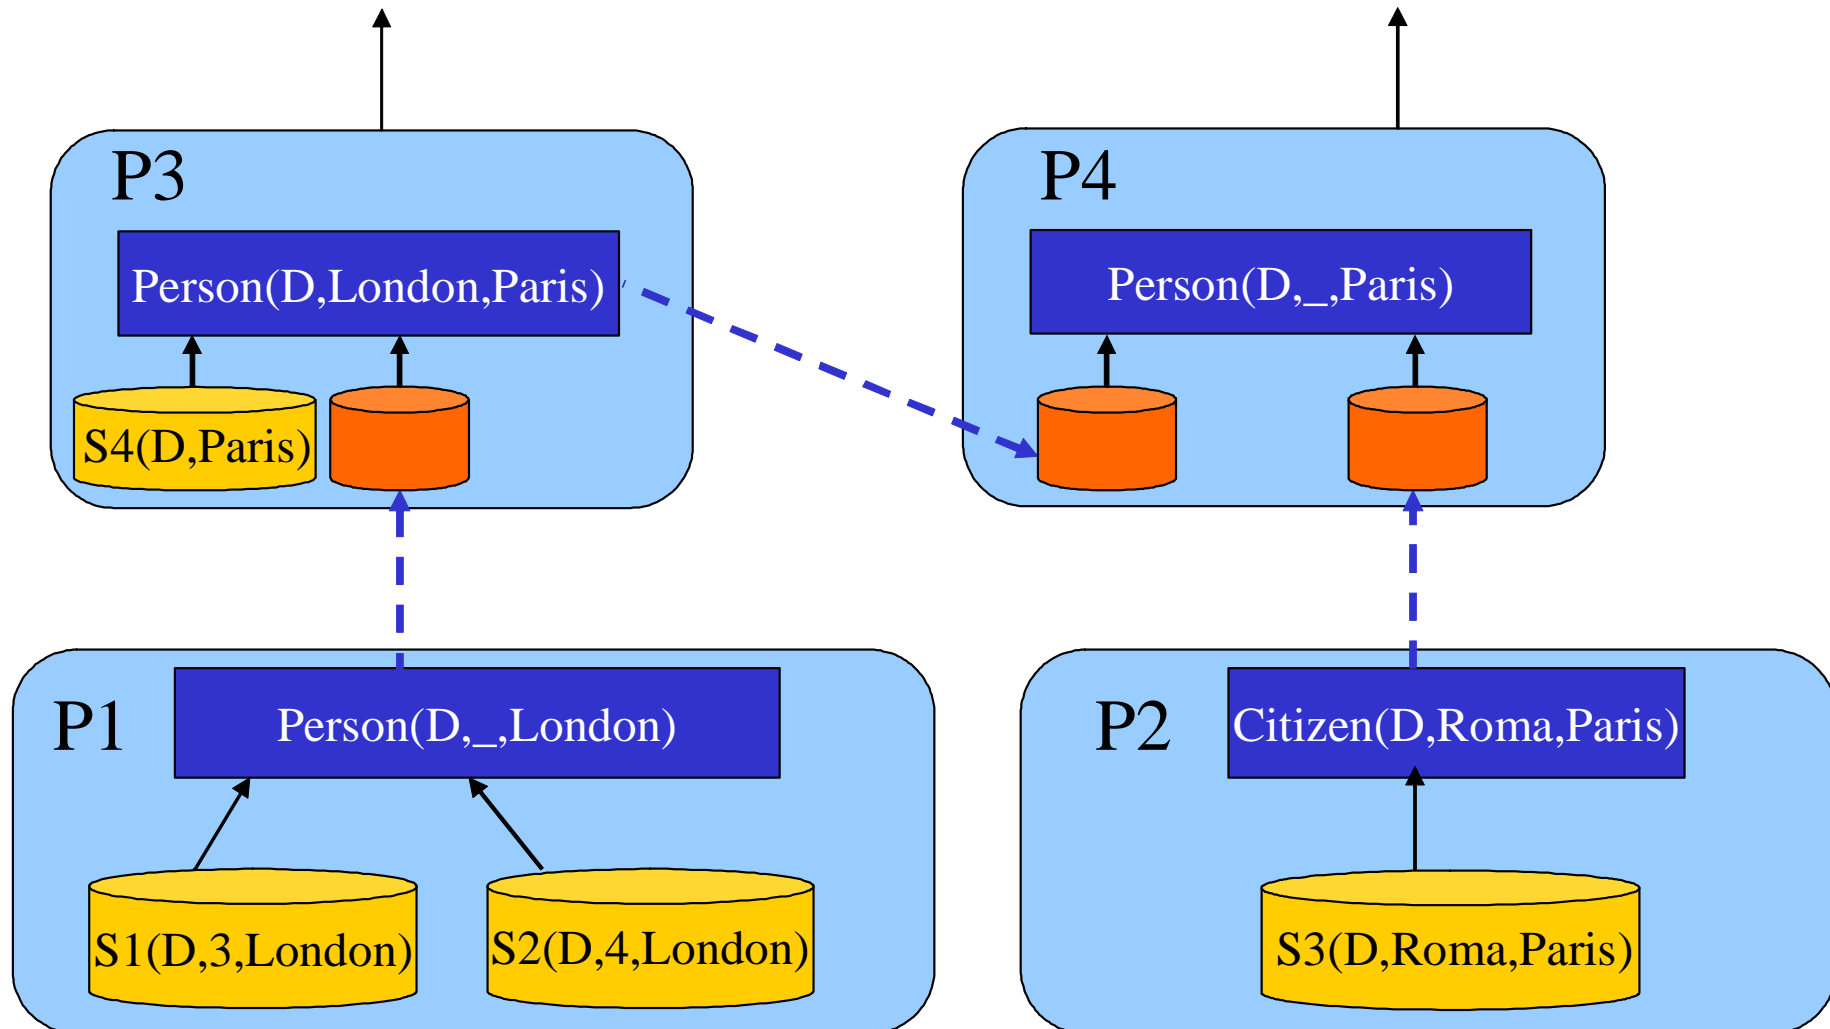 P3
P4
Person(D,London,Paris)
Person(D,_,Paris)
S4(D,Paris)
P1
Person(D,_,London)
P2
Citizen(D,Roma,Paris)
S1(D,3,London)
S2(D,4,London)
S3(D,Roma,Paris)